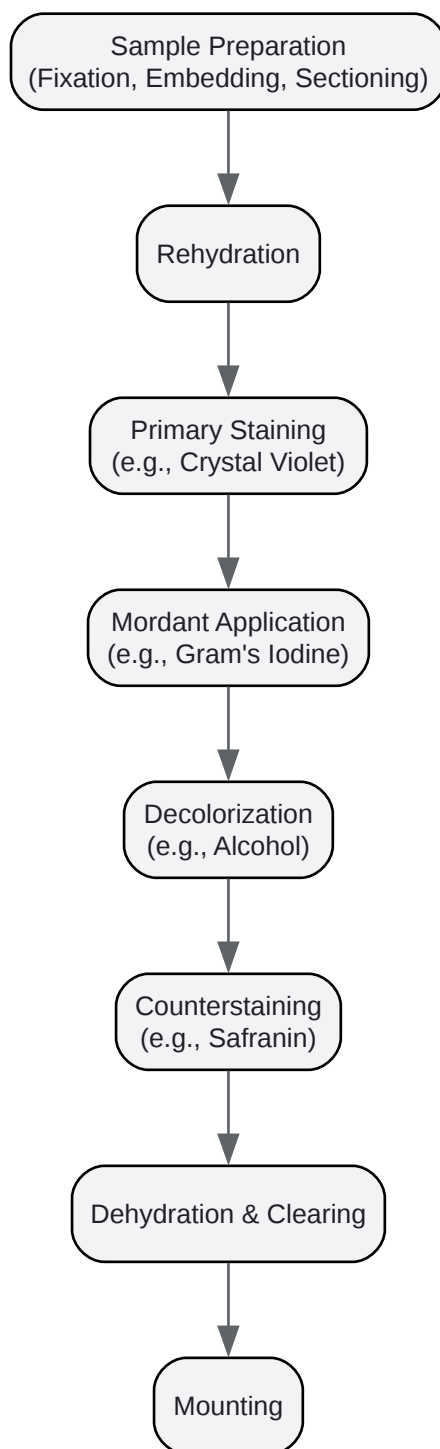 Sample Preparation
(Fixation, Embedding, Sectioning)
Rehydration
Primary Staining
(e.g., Crystal Violet)
Mordant Application
(e.g., Gram's Iodine)
Decolorization
(e.g., Alcohol)
Counterstaining
(e.g., Safranin)
Dehydration & Clearing
Mounting